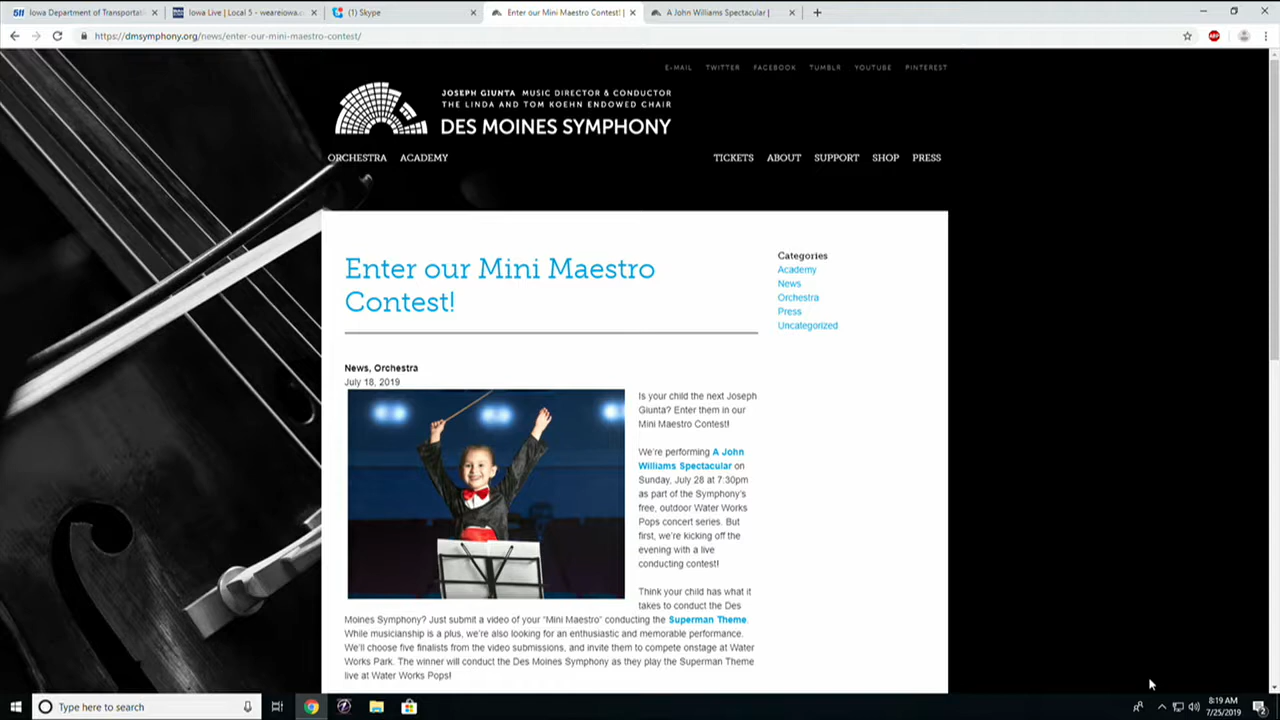 511 Iowa Department of Transportat
Iowa Live | Local 5 - weareiowa.c
(1) Skype
Enter our Mini Maestro Contest! |
A John Williams Spectacular |
https://dmsymphony.org/news/enter-our-mini-maestro-contest/
ABP
E-MAIL TWITTER FACEBOOK TUMBLR YOUTUBE PINTEREST
JOSEPH GIUNTA MUSIC DIRECTOR & CONDUCTOR
THE LINDA AND TOM KOEHN ENDOWED CHAIR
DES MOINES SYMPHONY
ORCHESTRA ACADEMY TICKETS ABOUT SUPPORT SHOP PRESS
Enter our Mini Maestro
Contest!
Categories
Academy
News
Orchestra
Press
Uncategorized
News, Orchestra
July 18, 2019
Is your child the next Joseph
Giunta? Enter them in our
Mini Maestro Contest!
We're performing A John
Williams Spectacular on
Sunday, July 28 at 7:30pm
as part of the Symphony's
free, outdoor Water Works
Pops concert series. But
first, we're kicking off the
evening with a live
conducting contest!
Think your child has what it
takes to conduct the Des
Moines Symphony? Just submit a video of your "Mini Maestro" conducting the Superman Theme.
While musicianship is a plus, we're also looking for an enthusiastic and memorable performance.
We'll choose five finalists from the video submissions, and invite them to compete onstage at Water
Works Park. The winner will conduct the Des Moines Symphony as they play the Superman Theme
live at Water Works Pops!
Type here to search
8:19 AM
7/25/2019
2